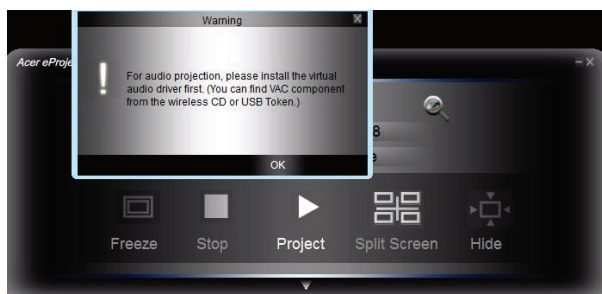 Warning
Acer eProje
For audio projection, please install the virtual
audio driver first. (You can find VAC component
from the wireless CD or USB Token.)
8
OK
Freeze Stop Project Split Screen Hide